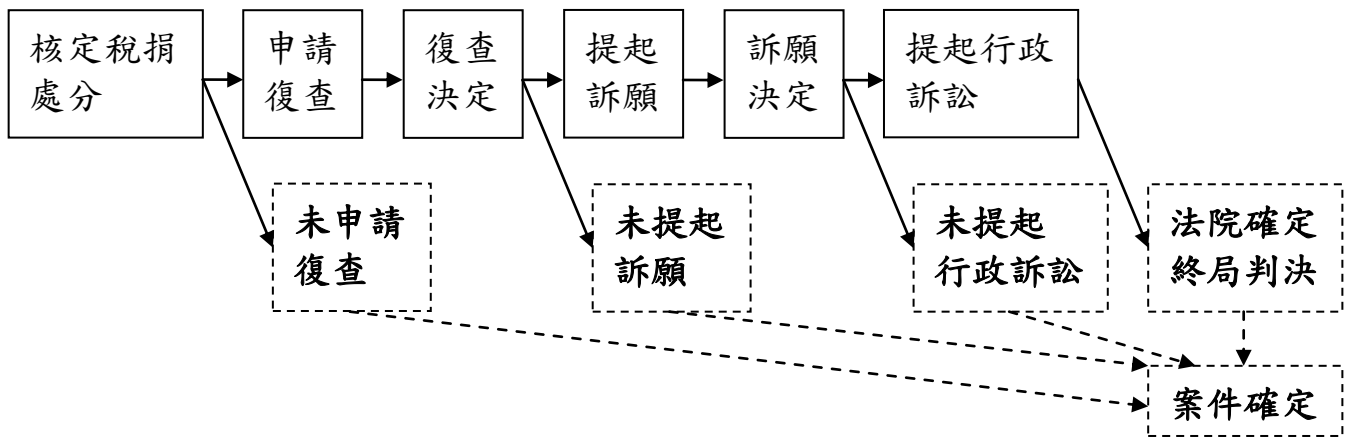 核定稅捐
處分
申請
復查
復查
決定
提起
訴願
訴願
決定
提起行政
訴訟
未申請
復查
未提起
訴願
未提起
行政訴訟
法院確定
終局判決
案件確定